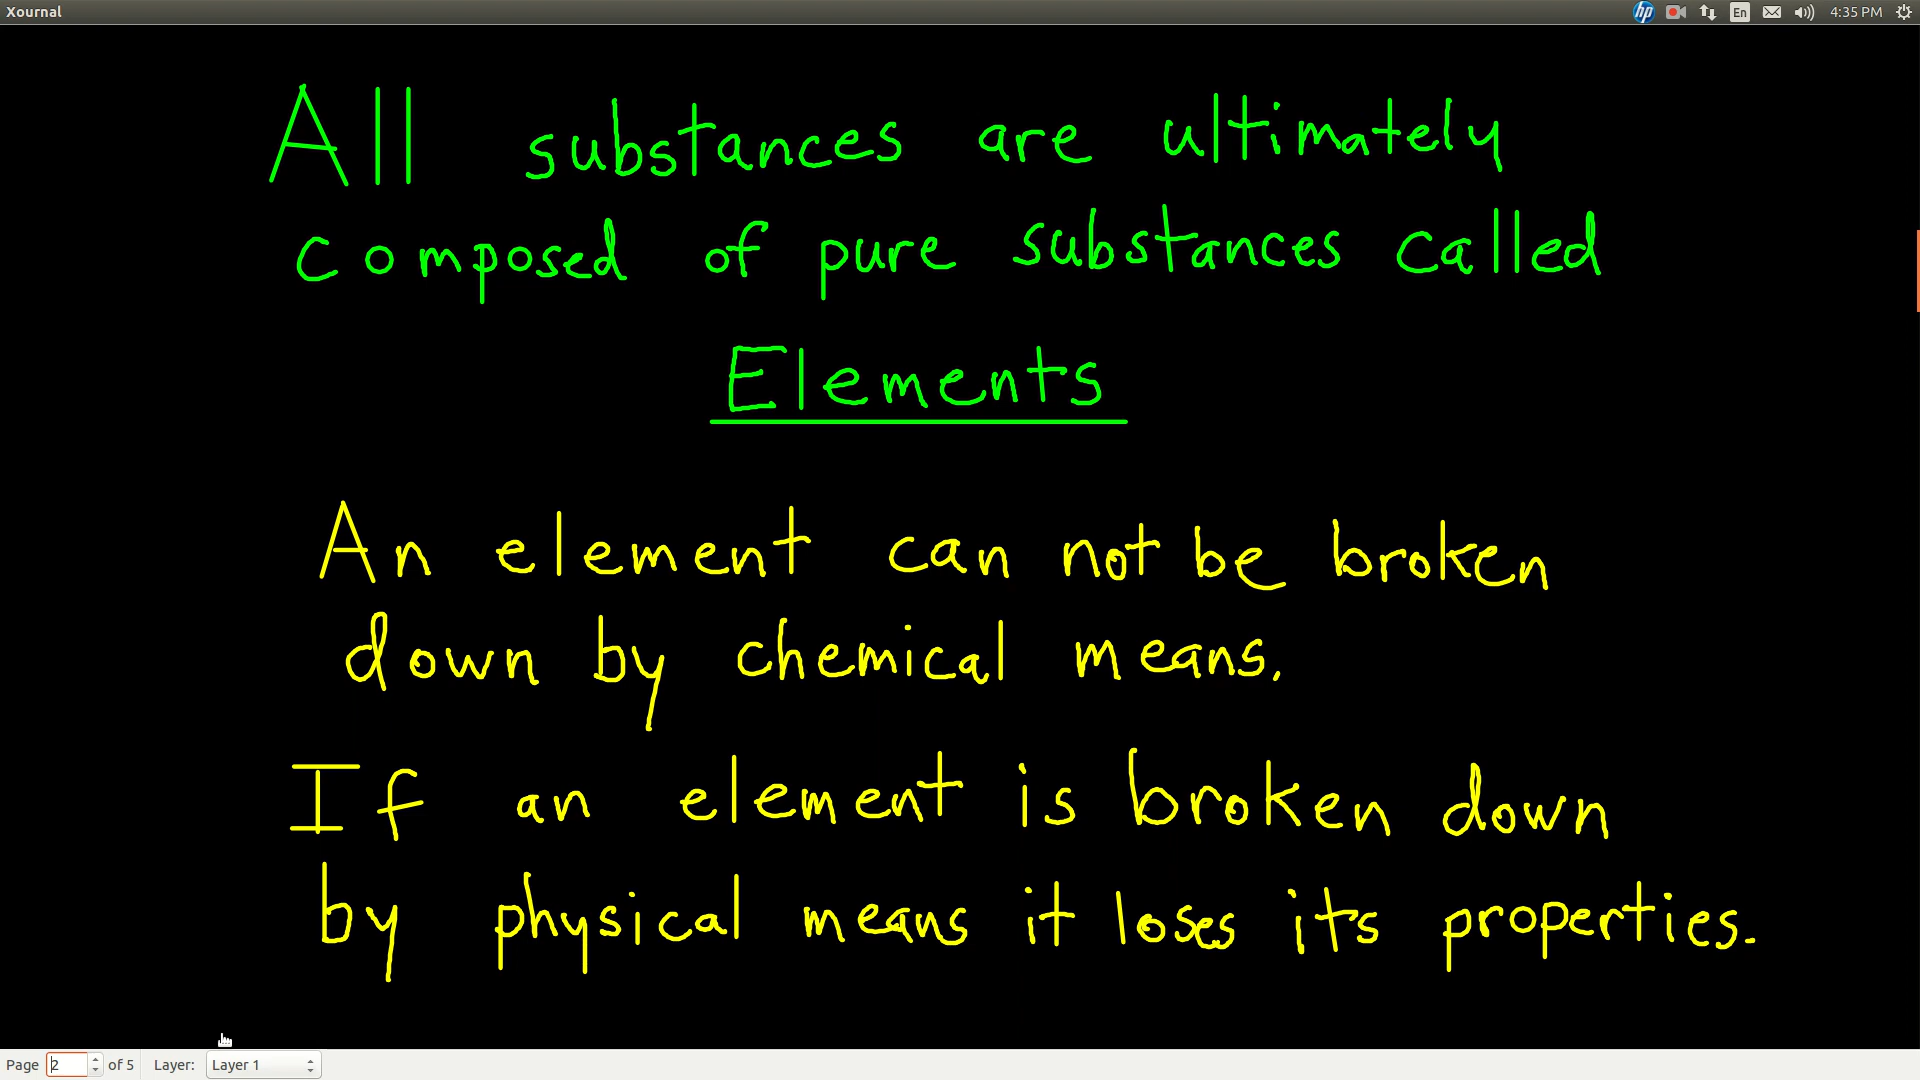 Xournal
hp En 4:35 PM
All substances are ultimately
composed of pure substances called
Elements
An element can not be broken
down by chemical means.
If an element is broken down
by physical means it loses its properties.
Page 2 of 5 Layer: Layer 1